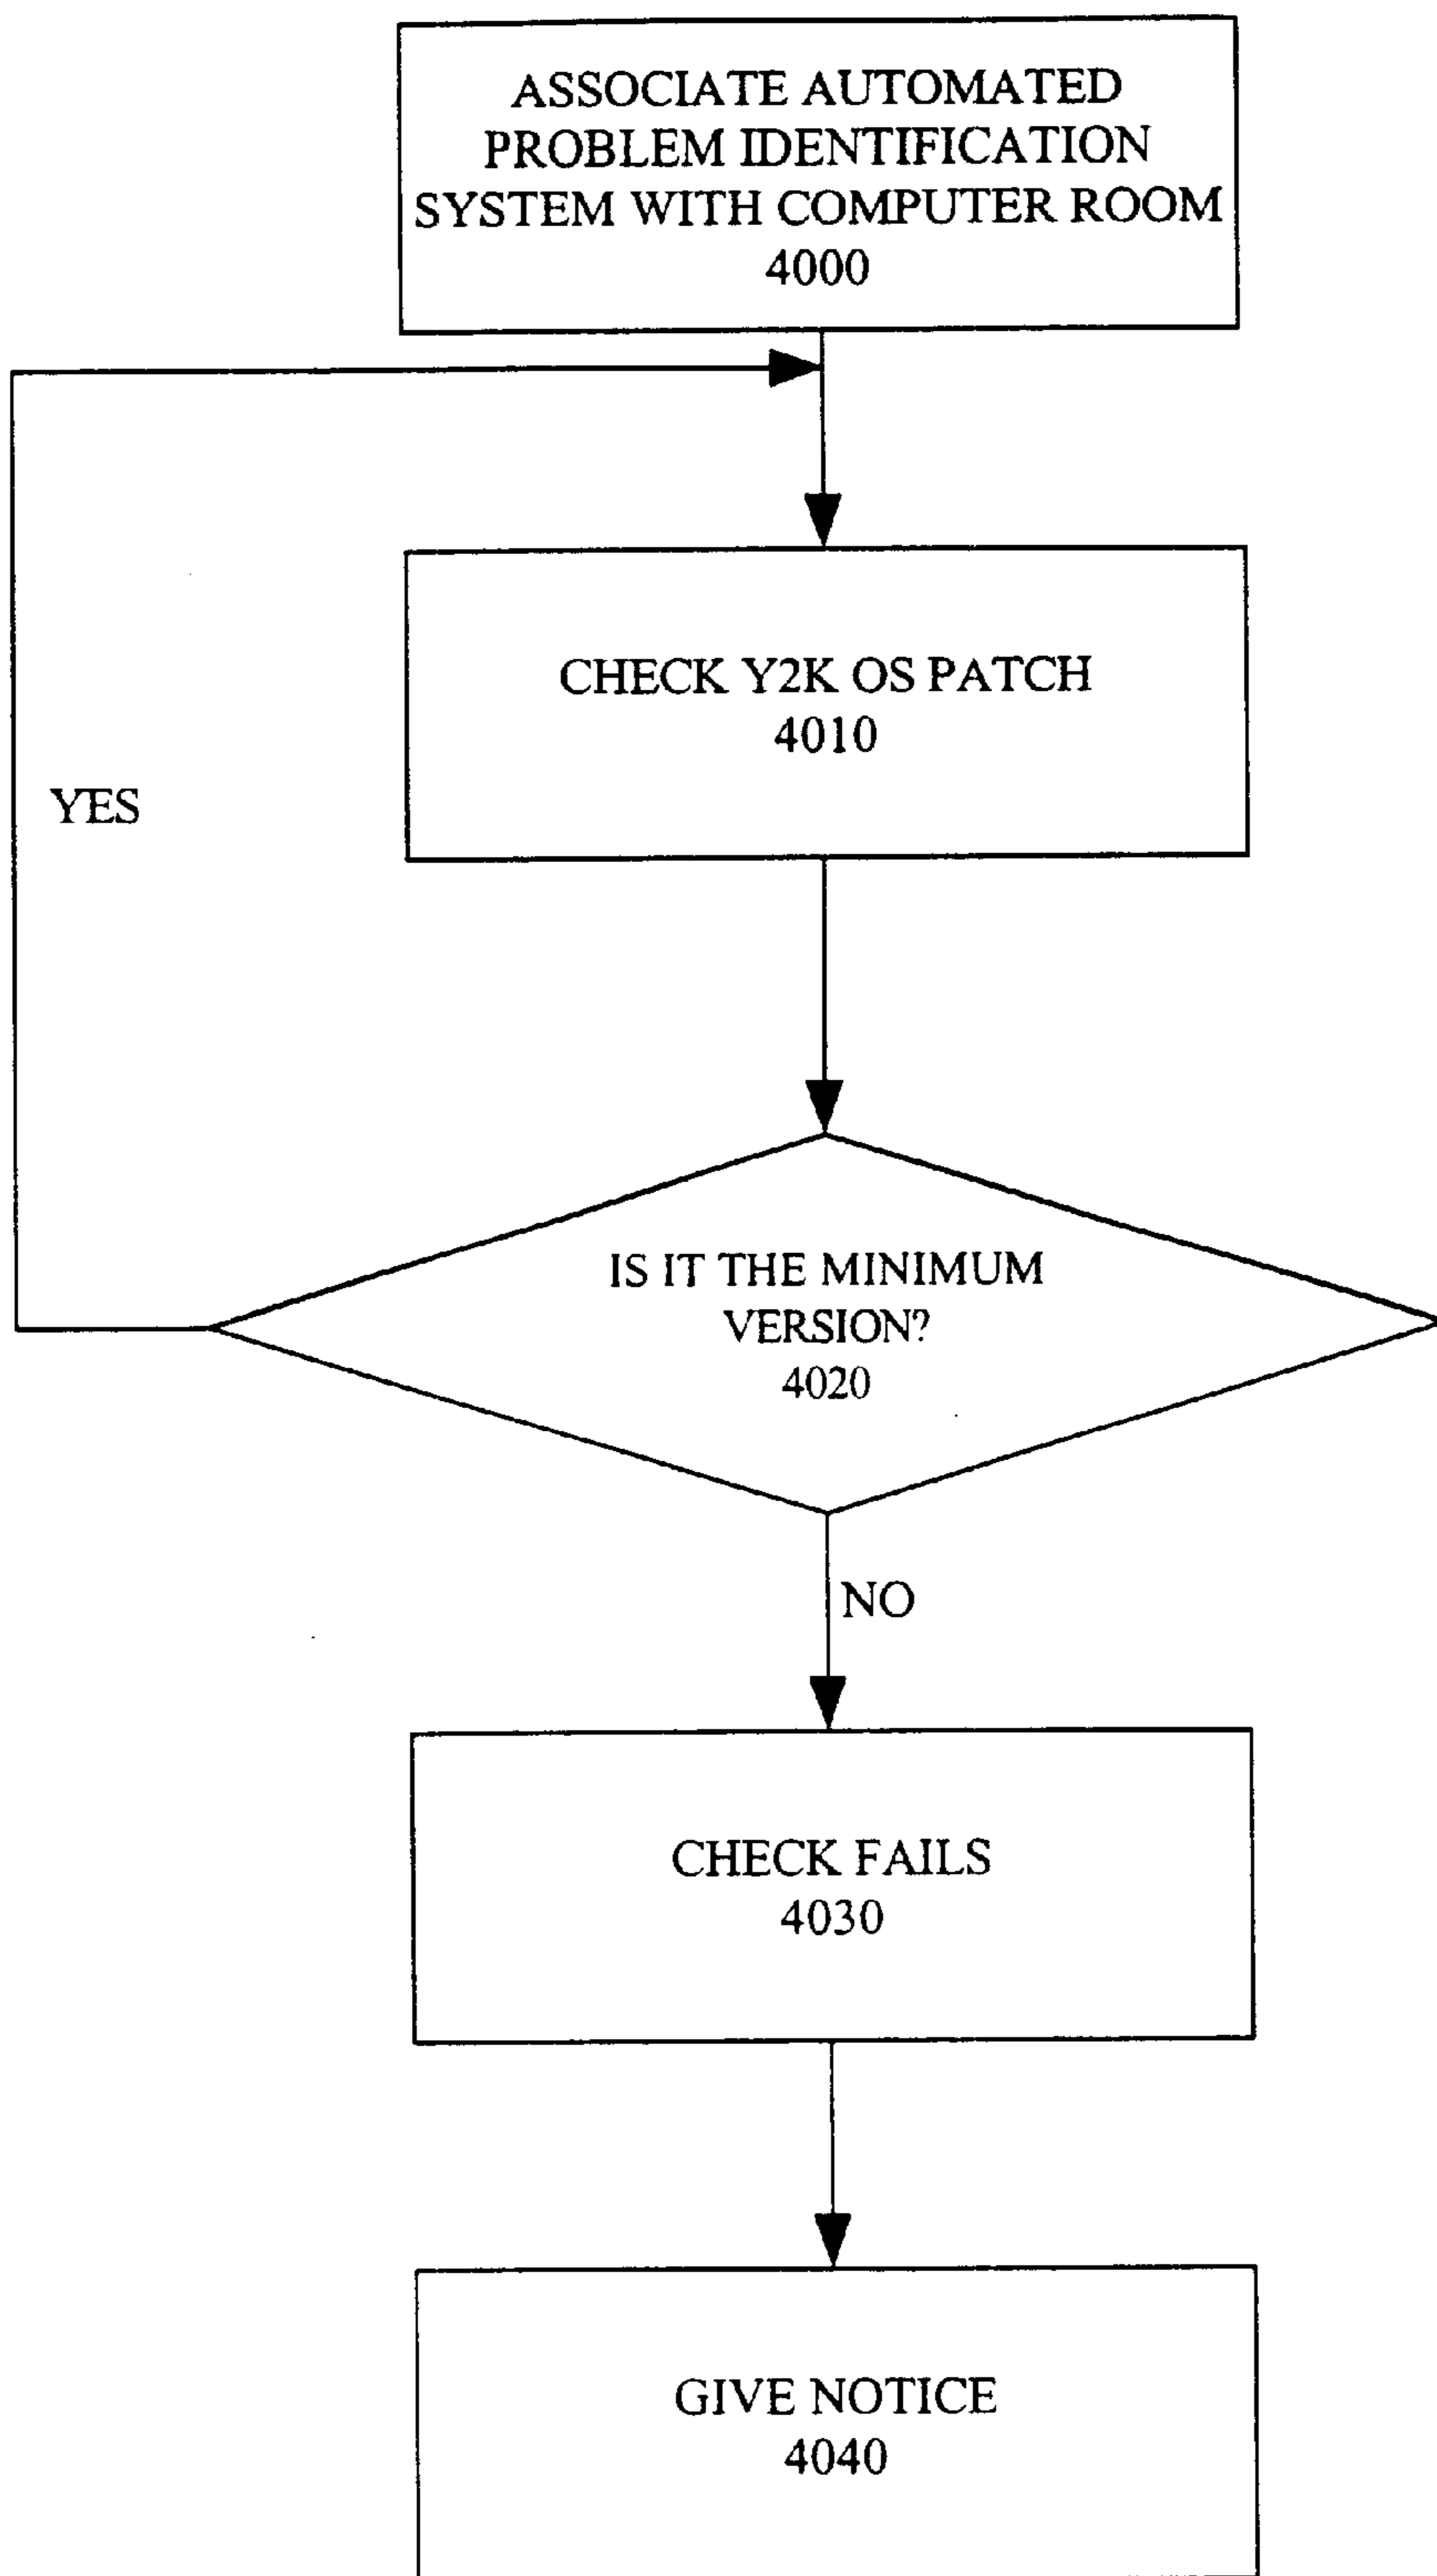 ASSOCIATE AUTOMATED
PROBLEM IDENTIFICATION
SYSTEM WITH COMPUTER ROOM
4000
CHECK Y2K OS PATCH
4010
YES
IS IT THE MINIMUM
VERSION?
4020
NO
CHECK FAILS
4030
GIVE NOTICE
4040